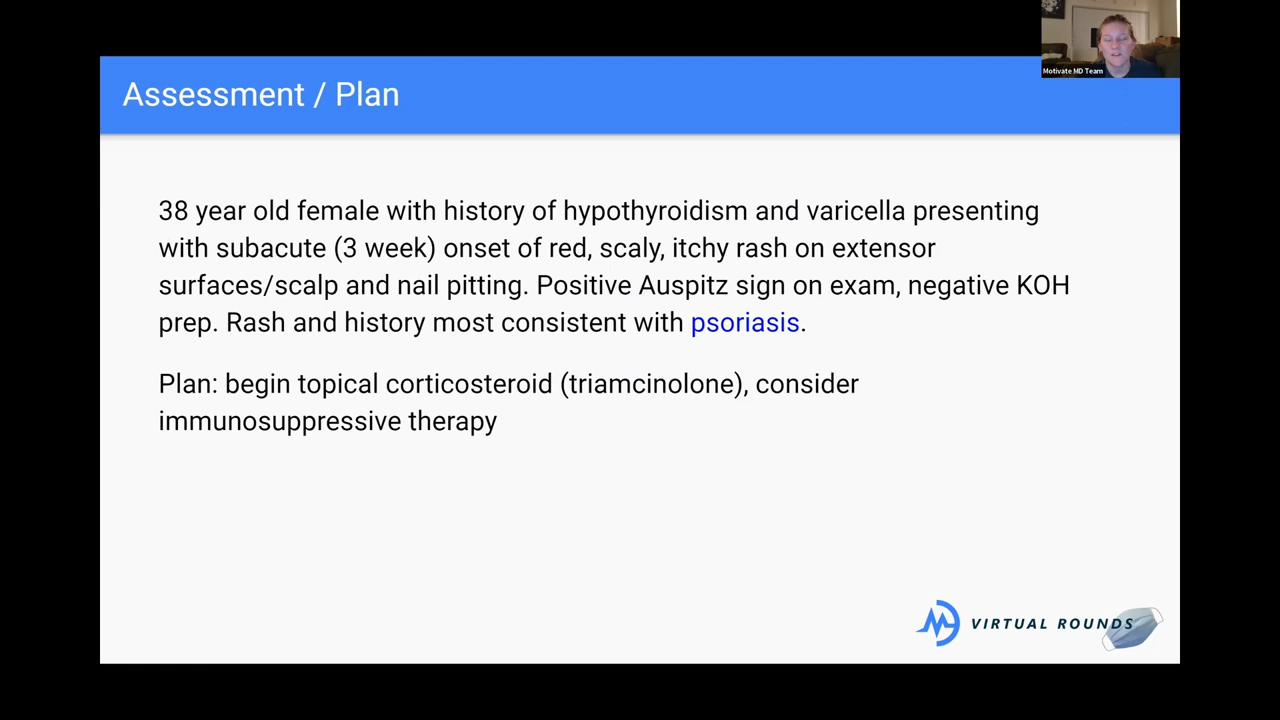 Motivate MD Team
Assessment / Plan
38 year old female with history of hypothyroidism and varicella presenting
with subacute (3 week) onset of red, scaly, itchy rash on extensor
surfaces/scalp and nail pitting. Positive Auspitz sign on exam, negative KOH
prep. Rash and history most consistent with psoriasis.
Plan: begin topical corticosteroid (triamcinolone), consider
immunosuppressive therapy
VIRTUAL ROUNDS